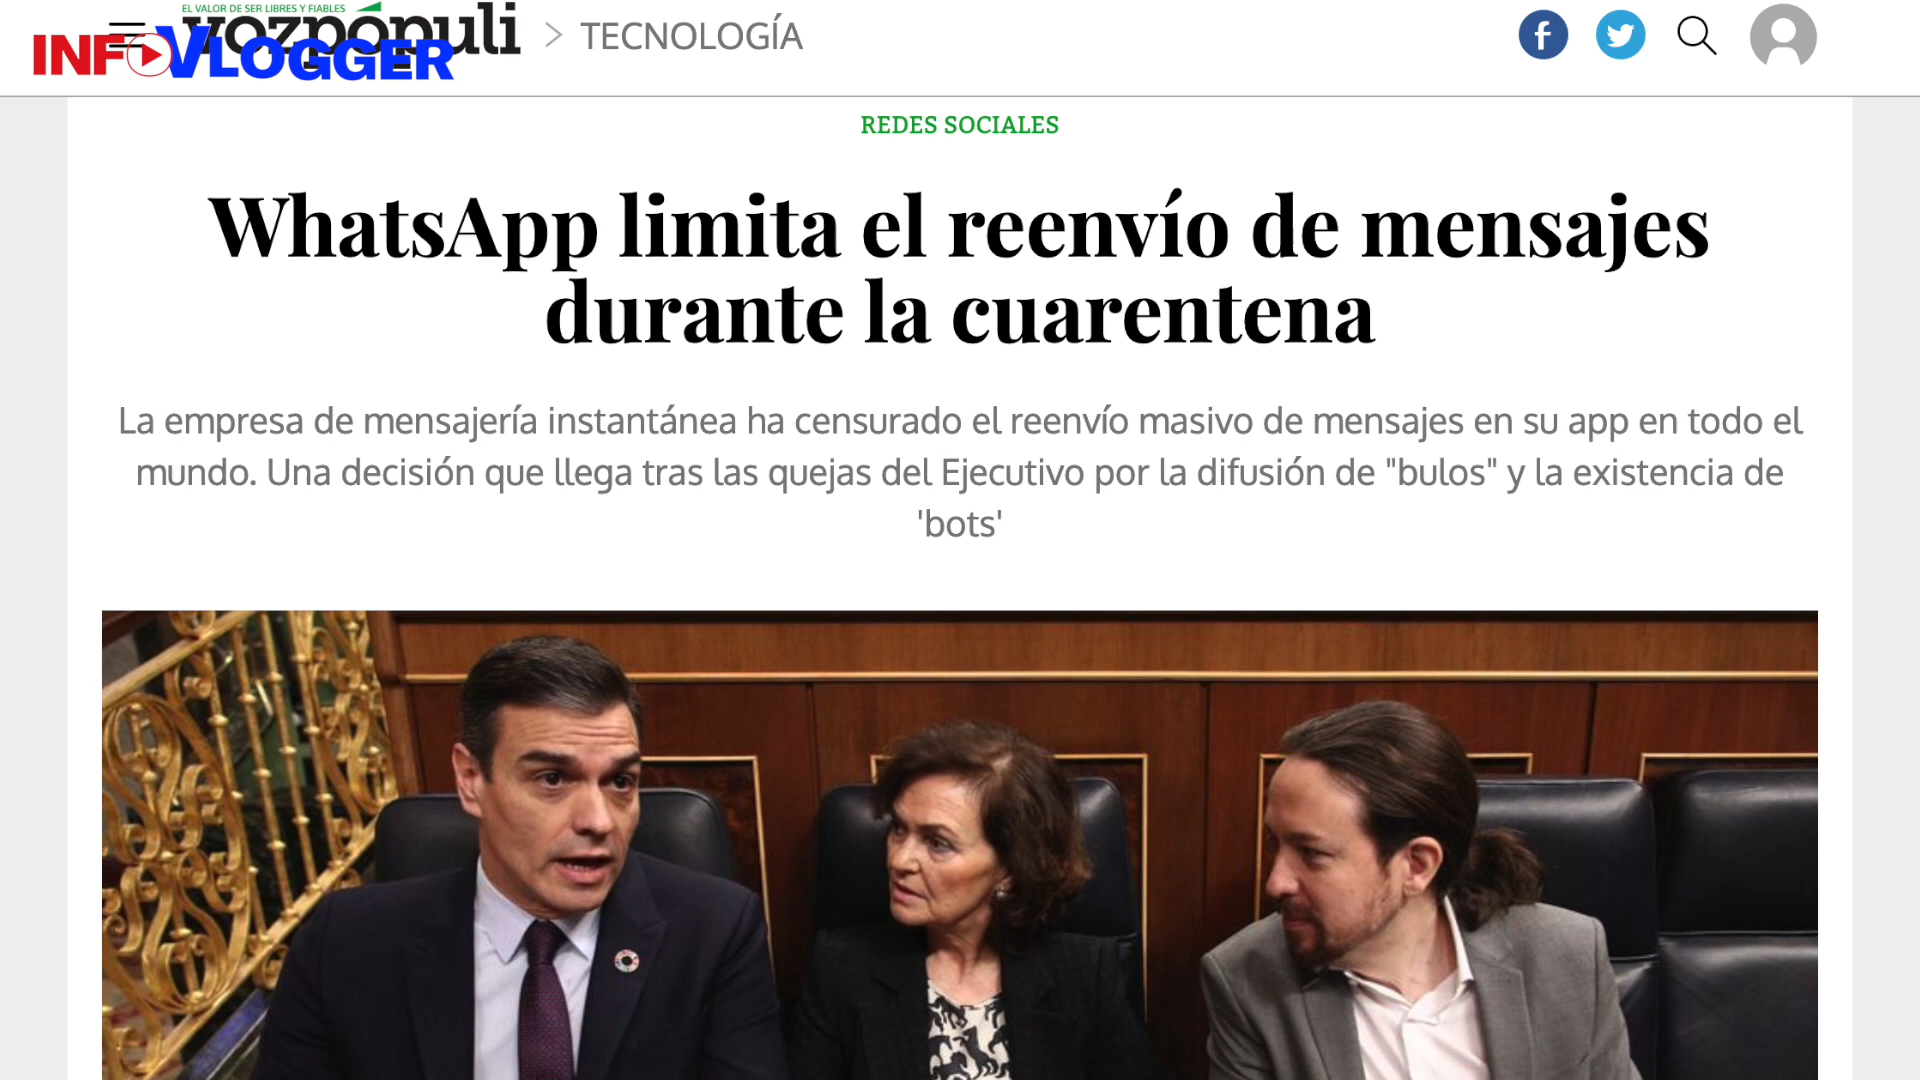 EL VALOR DE SER LIBRES Y FIABLES
vozpópuli > TECNOLOGÍA
INFOVLOGGER
REDES SOCIALES
WhatsApp limita el reenvío de mensajes
durante la cuarentena
La empresa de mensajería instantánea ha censurado el reenvío masivo de mensajes en su app en todo el
mundo. Una decisión que llega tras las quejas del Ejecutivo por la difusión de "bulos" y la existencia de
'bots'